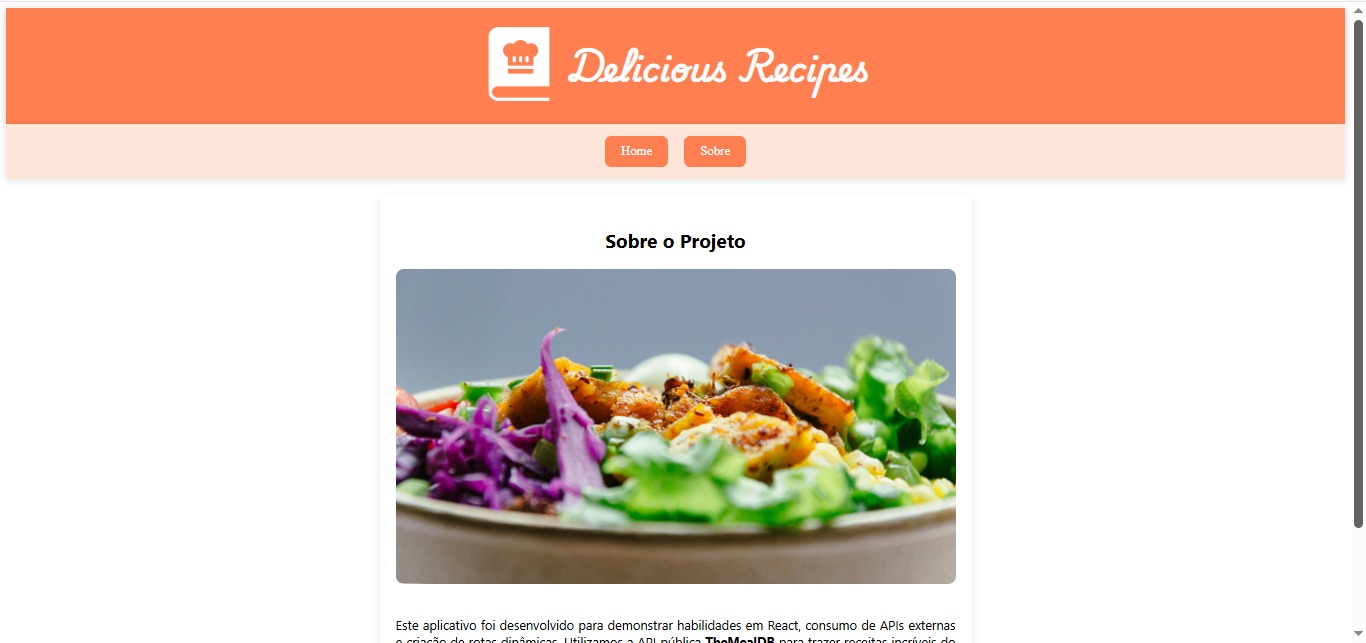 Delicious Recipes
Home
Sobre
Sobre o Projeto
Este aplicativo foi desenvolvido para demonstrar habilidades em React, consumo de APIs externas
e criação de rotas dinâmicas. Utilizamos a API pública TheMealDB para trazer receitas incríveis do